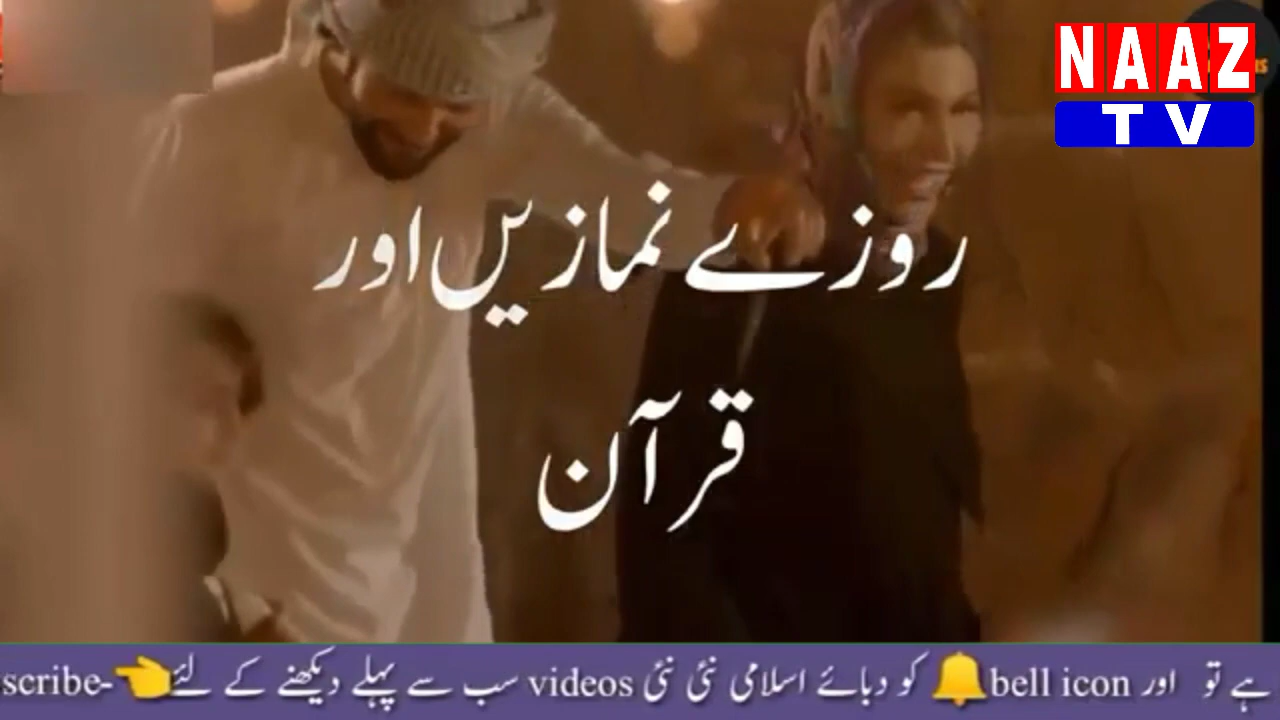 NAAZ
TV
روزے نمازیں اور
قرآن
ہے تو اور bell icon🔔 کو دبائے اسلامی نئی نئی videos سب سے پہلے دیکھنے کے لئے👈-scribe